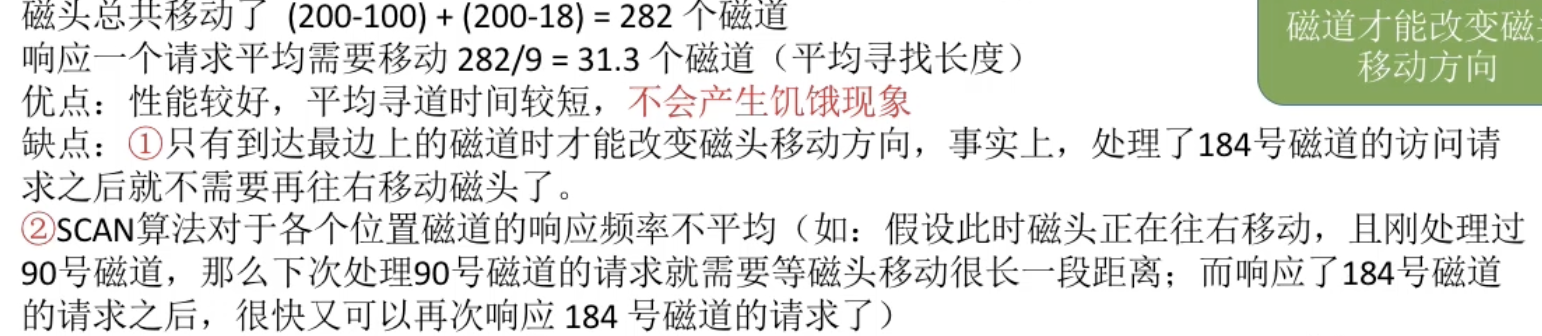 磁头总共移动了 (200-100) + (200-18) = 282 个磁道
响应一个请求平均需要移动 282/9 = 31.3 个磁道（平均寻找长度）
优点：性能较好，平均寻道时间较短，不会产生饥饿现象
缺点：①只有到达最边上的磁道时才能改变磁头移动方向，事实上，处理了184号磁道的访问请
求之后就不需要再往右移动磁头了。
②SCAN算法对于各个位置磁道的响应频率不平均（如：假设此时磁头正在往右移动，且刚处理过
90号磁道，那么下次处理90号磁道的请求就需要等磁头移动很长一段距离；而响应了184号磁道
的请求之后，很快又可以再次响应 184 号磁道的请求了）
磁道才能改变磁头
移动方向